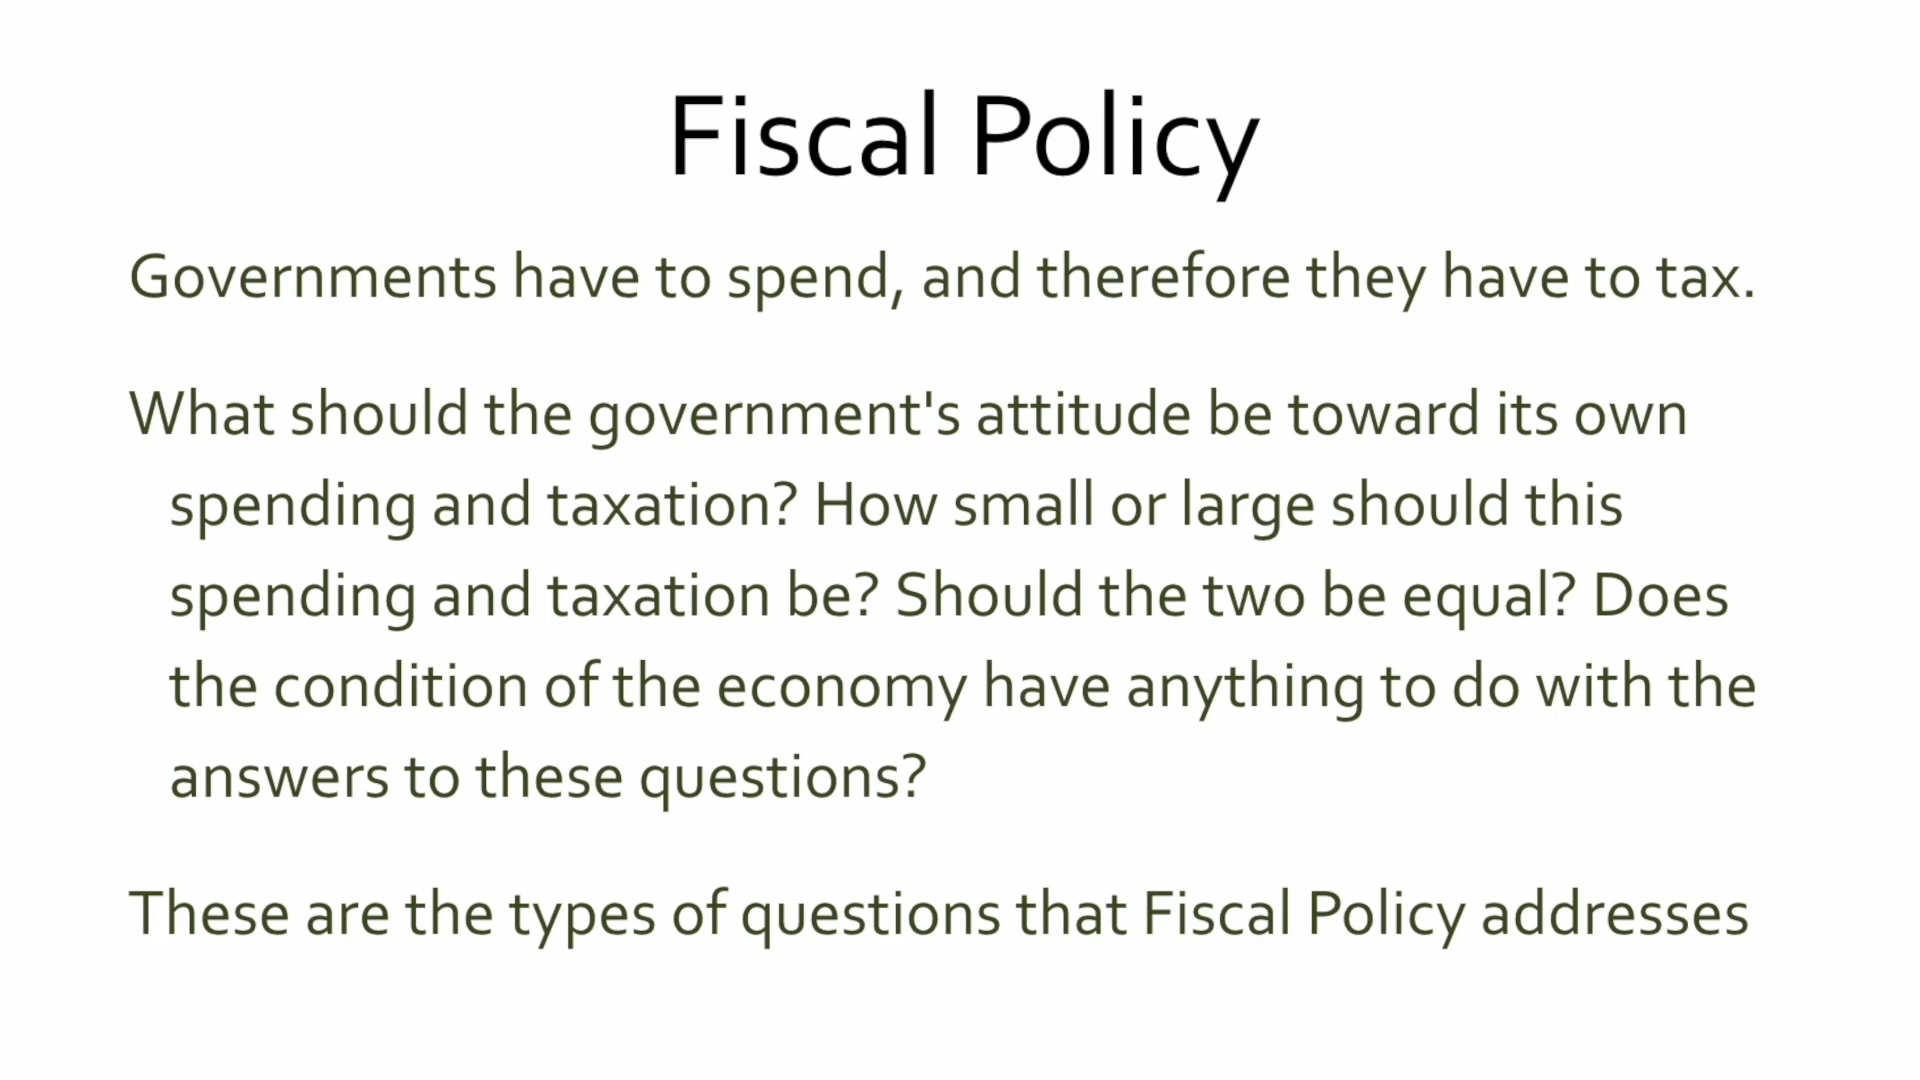 Fiscal Policy
Governments have to spend, and therefore they have to tax.
What should the government's attitude be toward its own
spending and taxation? How small or large should this
spending and taxation be? Should the two be equal? Does
the condition of the economy have anything to do with the
answers to these questions?
These are the types of questions that Fiscal Policy addresses